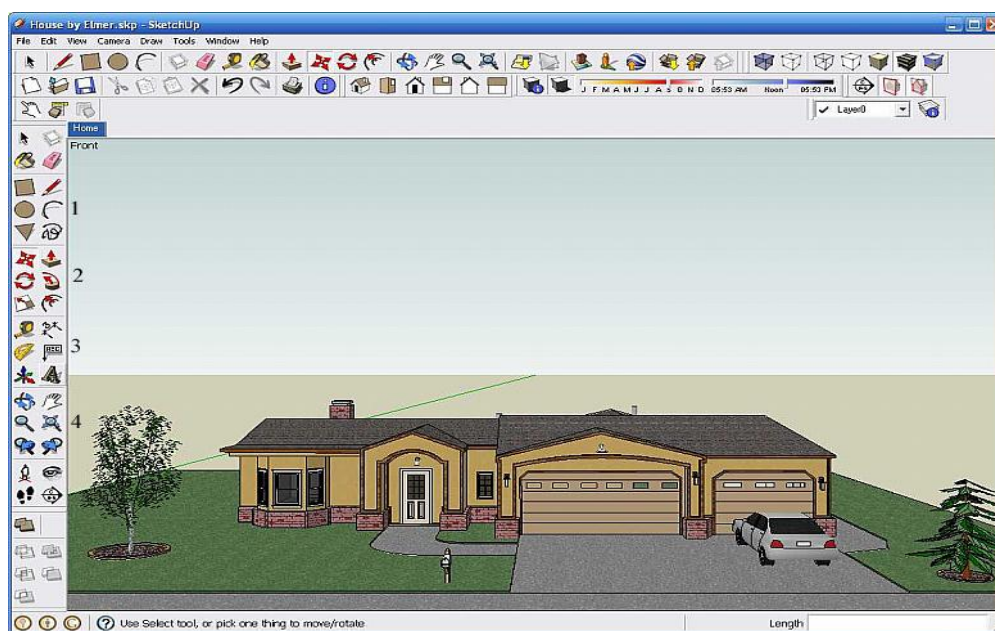 House by Elmer.skp - SketchUp
File Edit View Camera Draw Tools Window Help
J F M A M J J A S O N D 05:53 AM Noon 05:53 PM
Layer0
Home
Front
1
2
3
4
Use Select tool, or pick one thing to move/rotate
Length